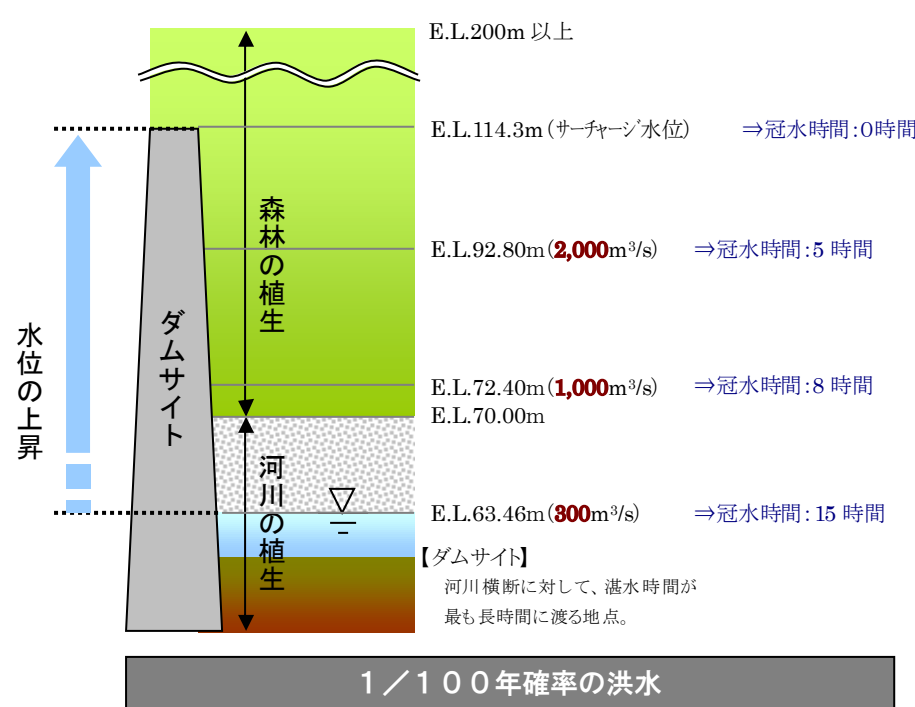 E.L.200m 以上
E.L.114.3m(サーチャージ水位) ⇒冠水時間:0時間
森林の植生
E.L.92.80m(2,000m³/s) ⇒冠水時間:5 時間
ダムサイト
水位の上昇
E.L.72.40m(1,000m³/s) ⇒冠水時間:8 時間
E.L.70.00m
河川の植生
E.L.63.46m(300m³/s) ⇒冠水時間:15 時間
【ダムサイト】
河川横断に対して、湛水時間が
最も長時間に渡る地点。
1/100年確率の洪水